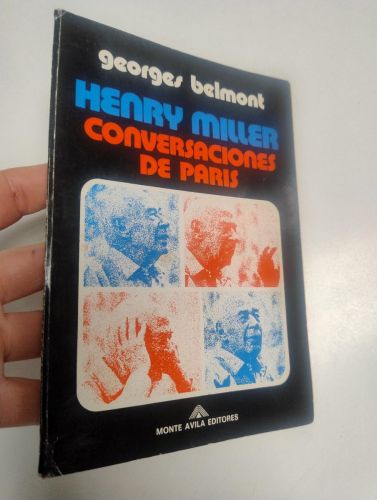 georges belmont
HENRY MILLER
CONVERSACIONES
DE PARIS
MONTE AVILA EDITORES